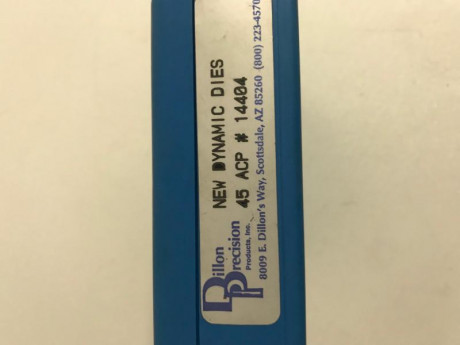 Dillon
Precision
Products, Inc.
NEW DYNAMIC DIES
45 ACP # 14404
8009 E. Dillon's Way, Scottsdale, AZ 85260 (800) 223-4570